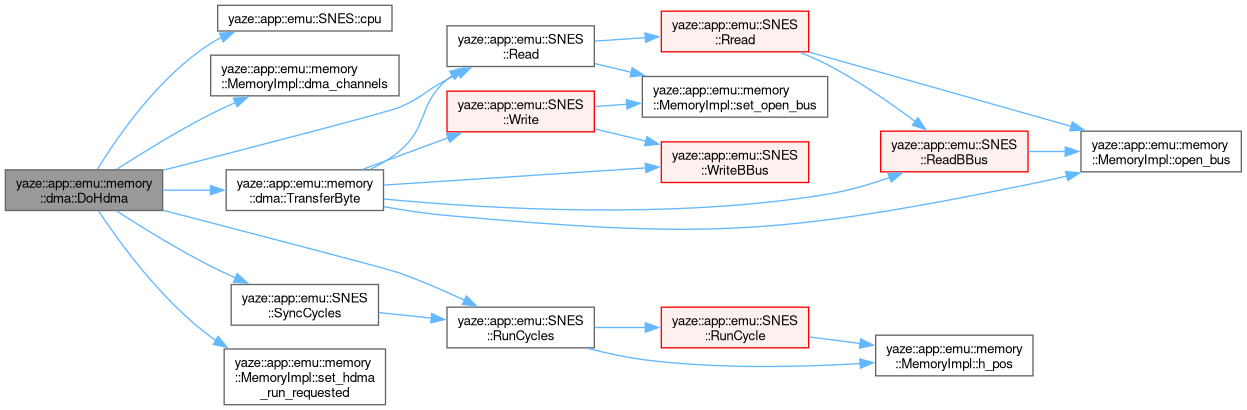 yaze::app::emu::memory
::dma::DoHdma
yaze::app::emu::SNES::cpu
yaze::app::emu::memory
::MemoryImpl::dma_channels
yaze::app::emu::SNES
::Read
yaze::app::emu::SNES
::Rread
yaze::app::emu::memory
::MemoryImpl::set_open_bus
yaze::app::emu::SNES
::Write
yaze::app::emu::SNES
::WriteBBus
yaze::app::emu::SNES
::ReadBBus
yaze::app::emu::memory
::MemoryImpl::open_bus
yaze::app::emu::memory
::dma::TransferByte
yaze::app::emu::SNES
::SyncCycles
yaze::app::emu::SNES
::RunCycles
yaze::app::emu::SNES
::RunCycle
yaze::app::emu::memory
::MemoryImpl::h_pos
yaze::app::emu::memory
::MemoryImpl::set_hdma
_run_requested